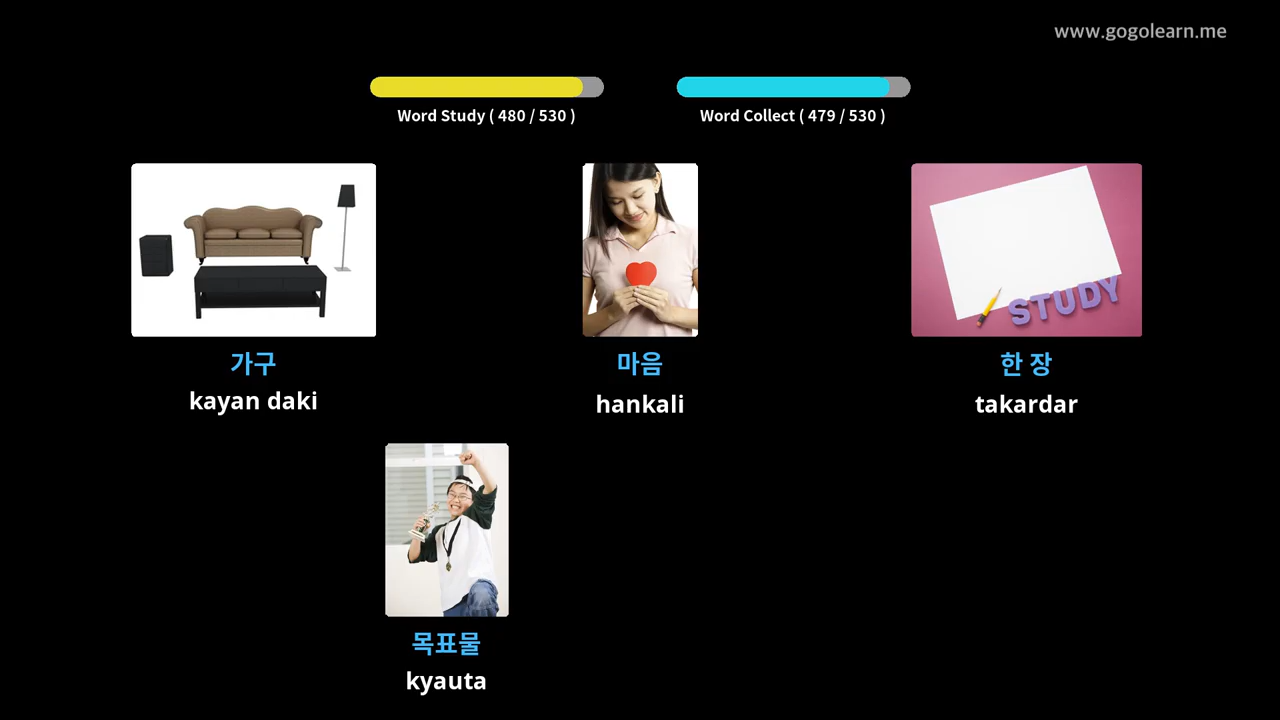 www.gogolearn.me
Word Study ( 480 / 530 )
Word Collect ( 479 / 530 )
STUDY
가구
kayan daki
마음
hankali
한 장
takardar
목표물
kyauta